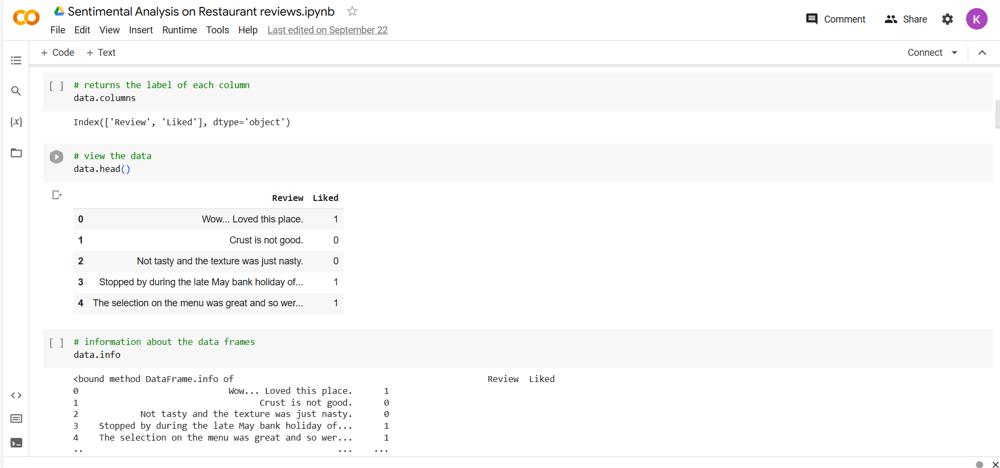 Sentimental Analysis on Restaurant reviews.ipynb
File Edit View Insert Runtime Tools Help Last edited on September 22
Comment Share K
+ Code + Text
Connect
[ ] # returns the label of each column
data.columns
Index(['Review', 'Liked'], dtype='object')
{x}
# view the data
data.head()
Review Liked
0 Wow... Loved this place. 1
1 Crust is not good. 0
2 Not tasty and the texture was just nasty. 0
3 Stopped by during the late May bank holiday of... 1
4 The selection on the menu was great and so wer... 1
[ ] # information about the data frames
data.info
<bound method DataFrame.info of Review Liked
0 Wow... Loved this place. 1
1 Crust is not good. 0
2 Not tasty and the texture was just nasty. 0
3 Stopped by during the late May bank holiday of... 1
4 The selection on the menu was great and so wer... 1
.. ... ...